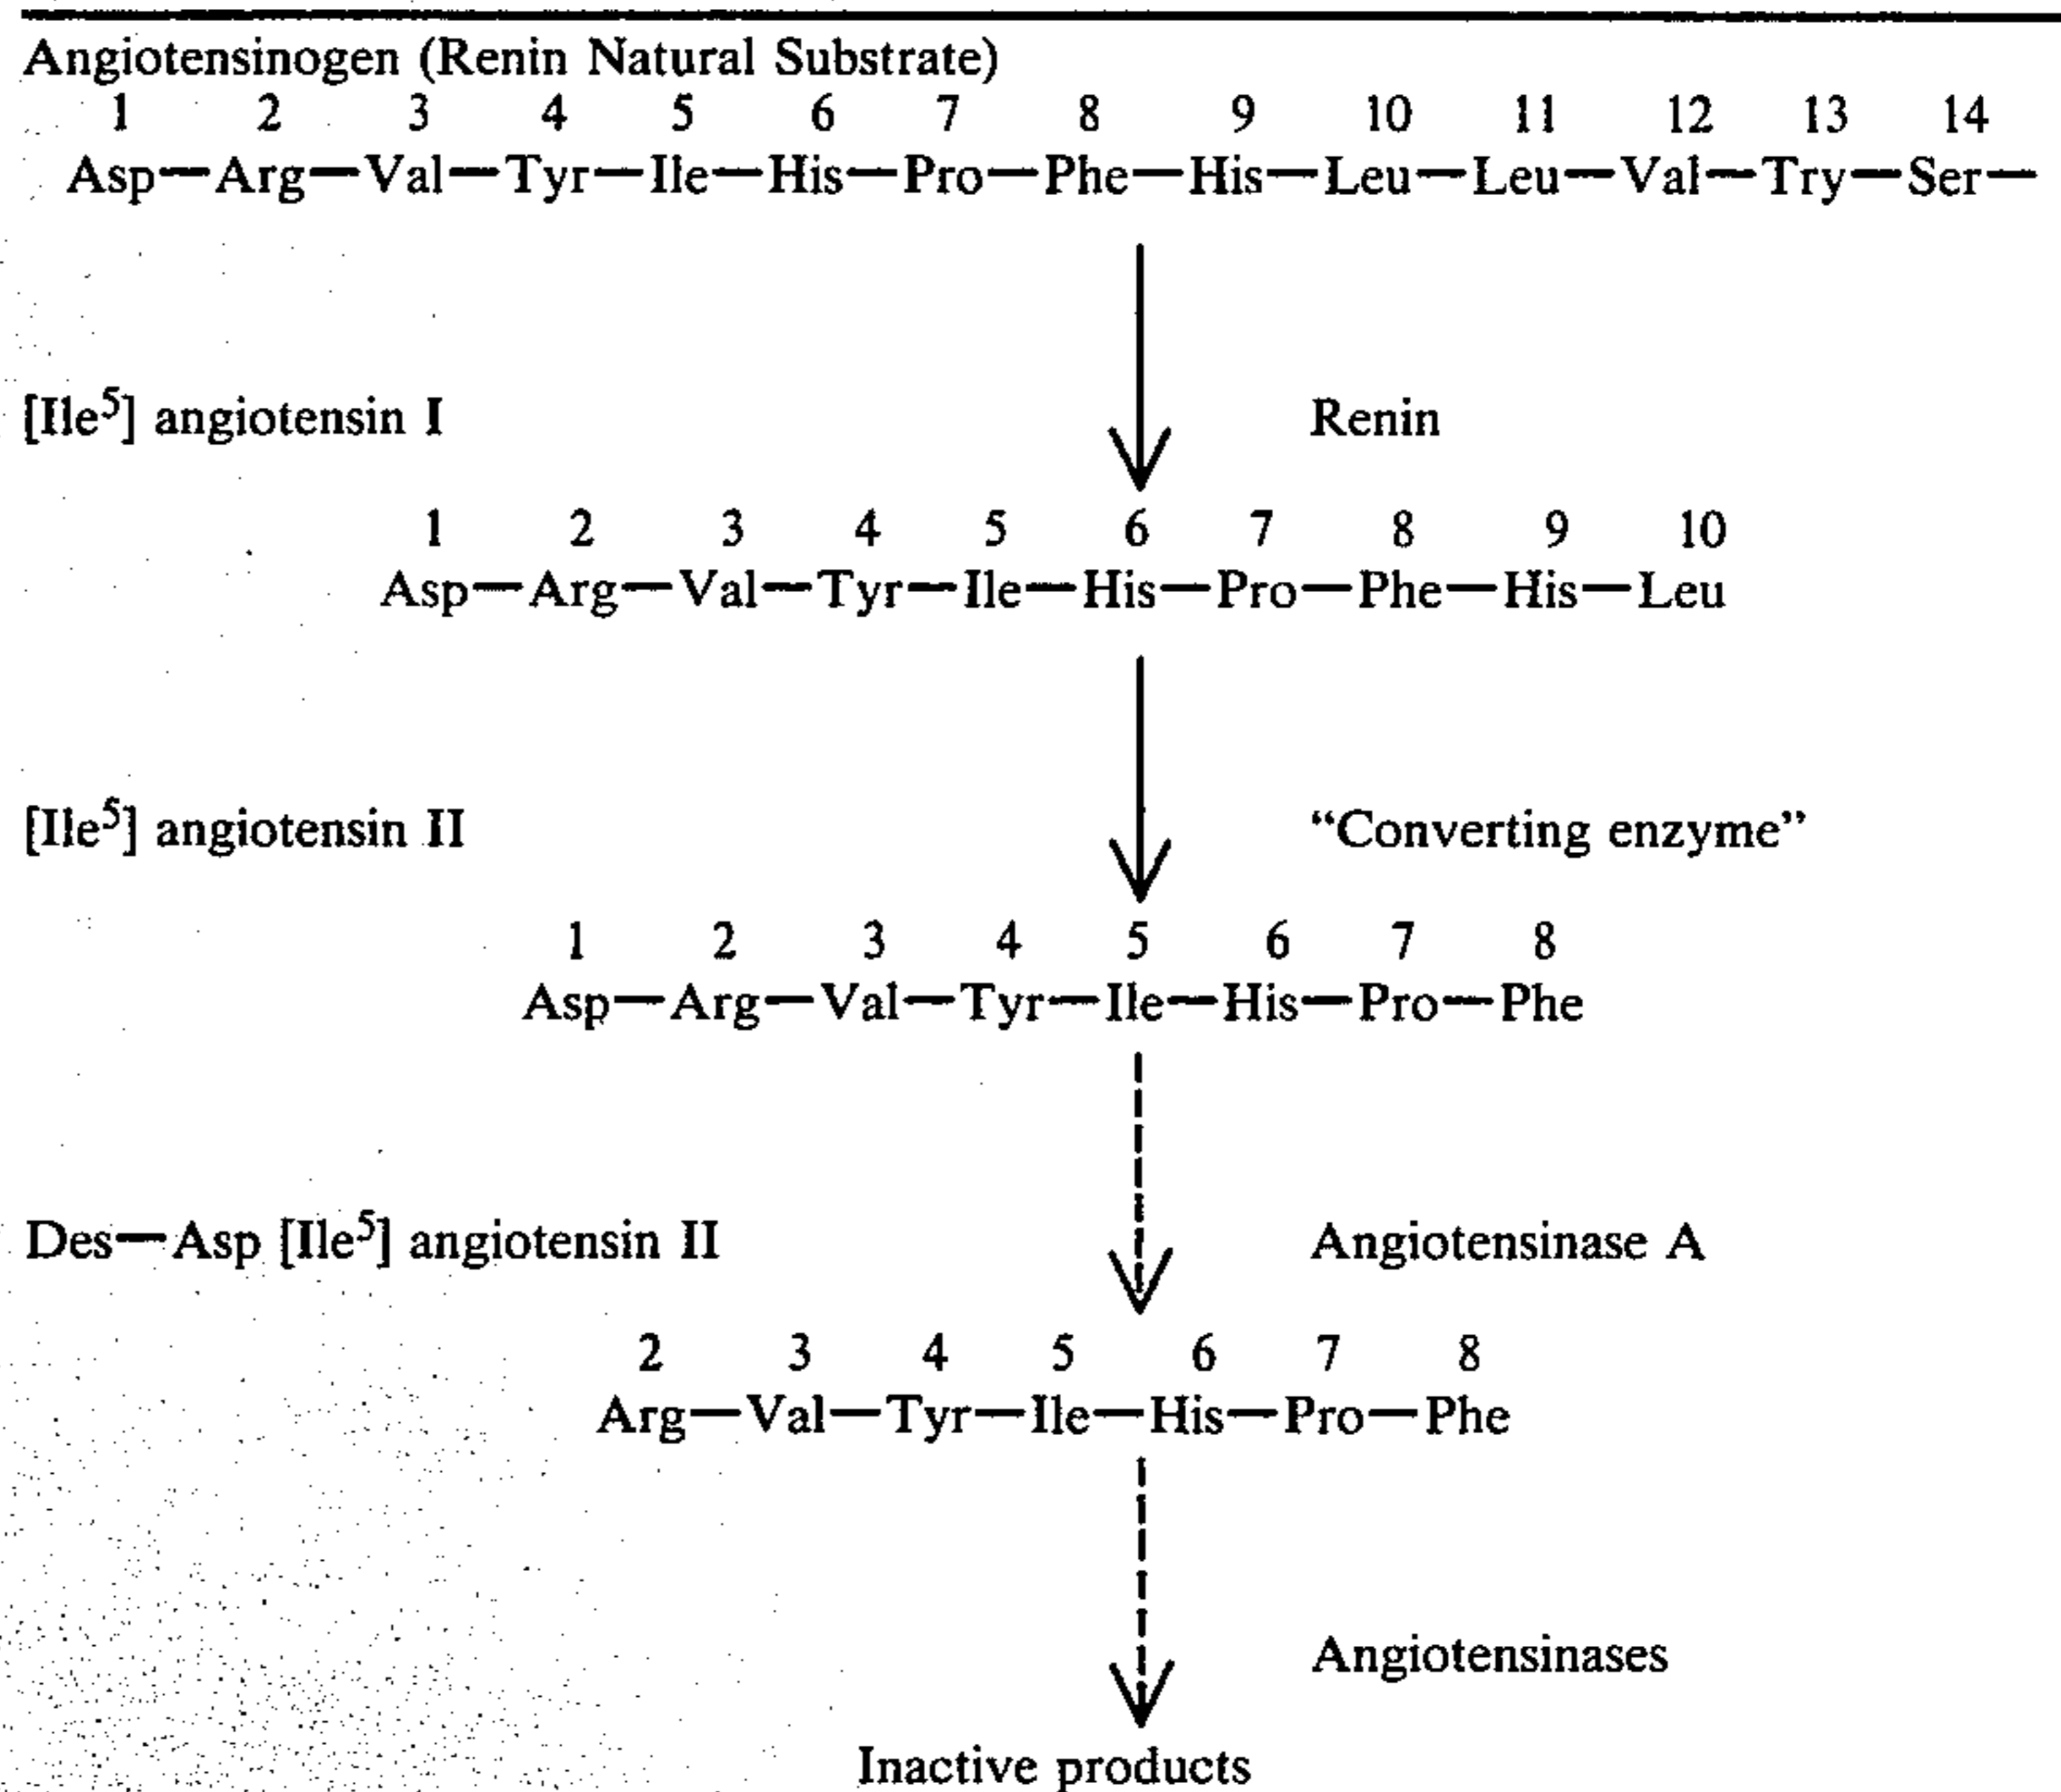 Angiotensinogen (Renin Natural Substrate)
1 2 3 4 5 6 7 8 9 10 11 12 13 14
Asp—Arg—Val—Tyr—Ile—His—Pro—Phe—His—Leu—Leu—Val—Try—Ser—
[Ile⁵] angiotensin I Renin
1 2 3 4 5 6 7 8 9 10
Asp—Arg—Val—Tyr—Ile—His—Pro—Phe—His—Leu
[Ile⁵] angiotensin II “Converting enzyme”
1 2 3 4 5 6 7 8
Asp—Arg—Val—Tyr—Ile—His—Pro—Phe
Des—Asp [Ile⁵] angiotensin II Angiotensinase A
2 3 4 5 6 7 8
Arg—Val—Tyr—Ile—His—Pro—Phe
Angiotensinases
Inactive products